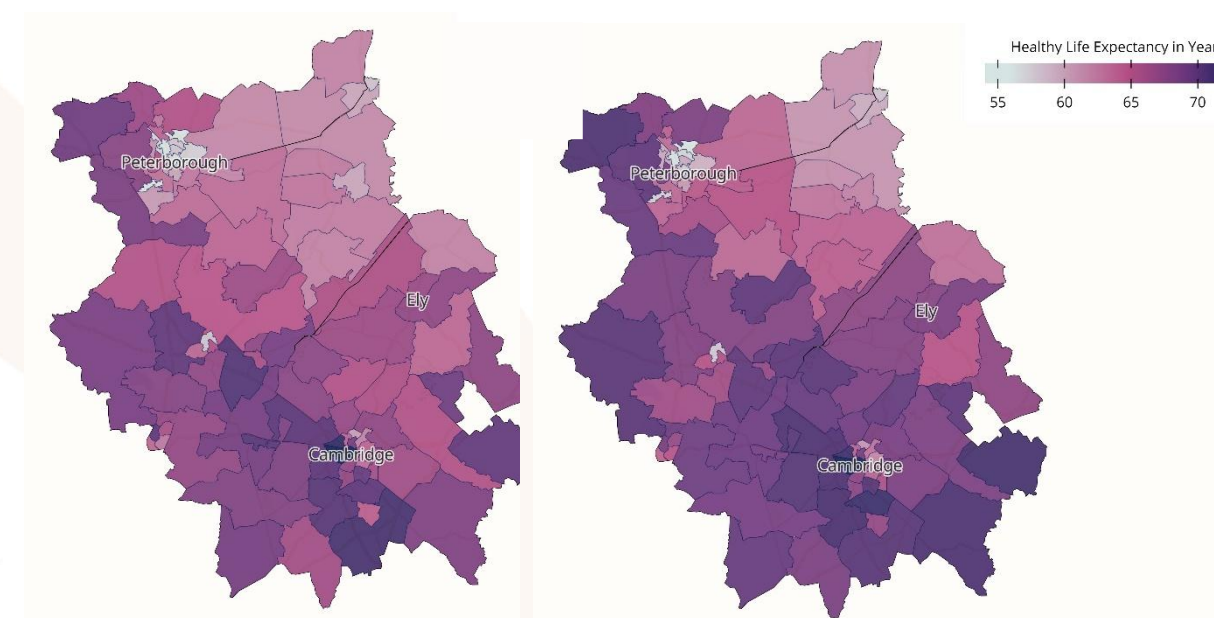 Healthy Life Expectancy in Year
55 60 65 70
Peterborough
Peterborough
Ely
Ely
Cambridge
Cambridge